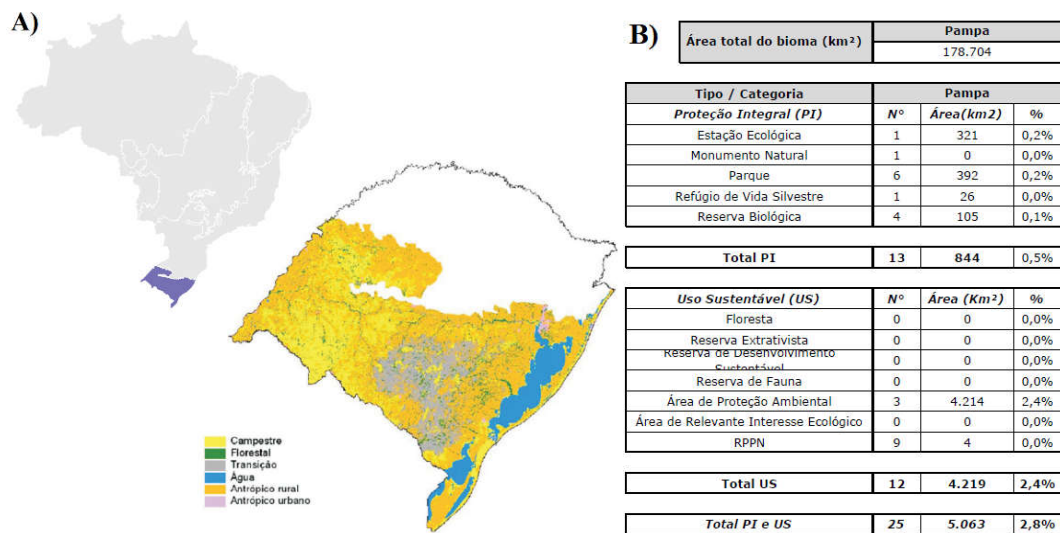 A)
Campestre
Florestal
Transição
Água
Antrópico rural
Antrópico urbano
B)
Área total do bioma (km²) Pampa
178.704
Tipo / Categoria Pampa
Proteção Integral (PI) N° Área(km2) %
Estação Ecológica 1 321 0,2%
Monumento Natural 1 0 0,0%
Parque 6 392 0,2%
Refúgio de Vida Silvestre 1 26 0,0%
Reserva Biológica 4 105 0,1%
Total PI 13 844 0,5%
Uso Sustentável (US) N° Área (Km²) %
Floresta 0 0 0,0%
Reserva Extrativista 0 0 0,0%
Reserva de Desenvolvimento
Sustentável 0 0 0,0%
Reserva de Fauna 0 0 0,0%
Área de Proteção Ambiental 3 4.214 2,4%
Área de Relevante Interesse Ecológico 0 0 0,0%
RPPN 9 4 0,0%
Total US 12 4.219 2,4%
Total PI e US 25 5.063 2,8%